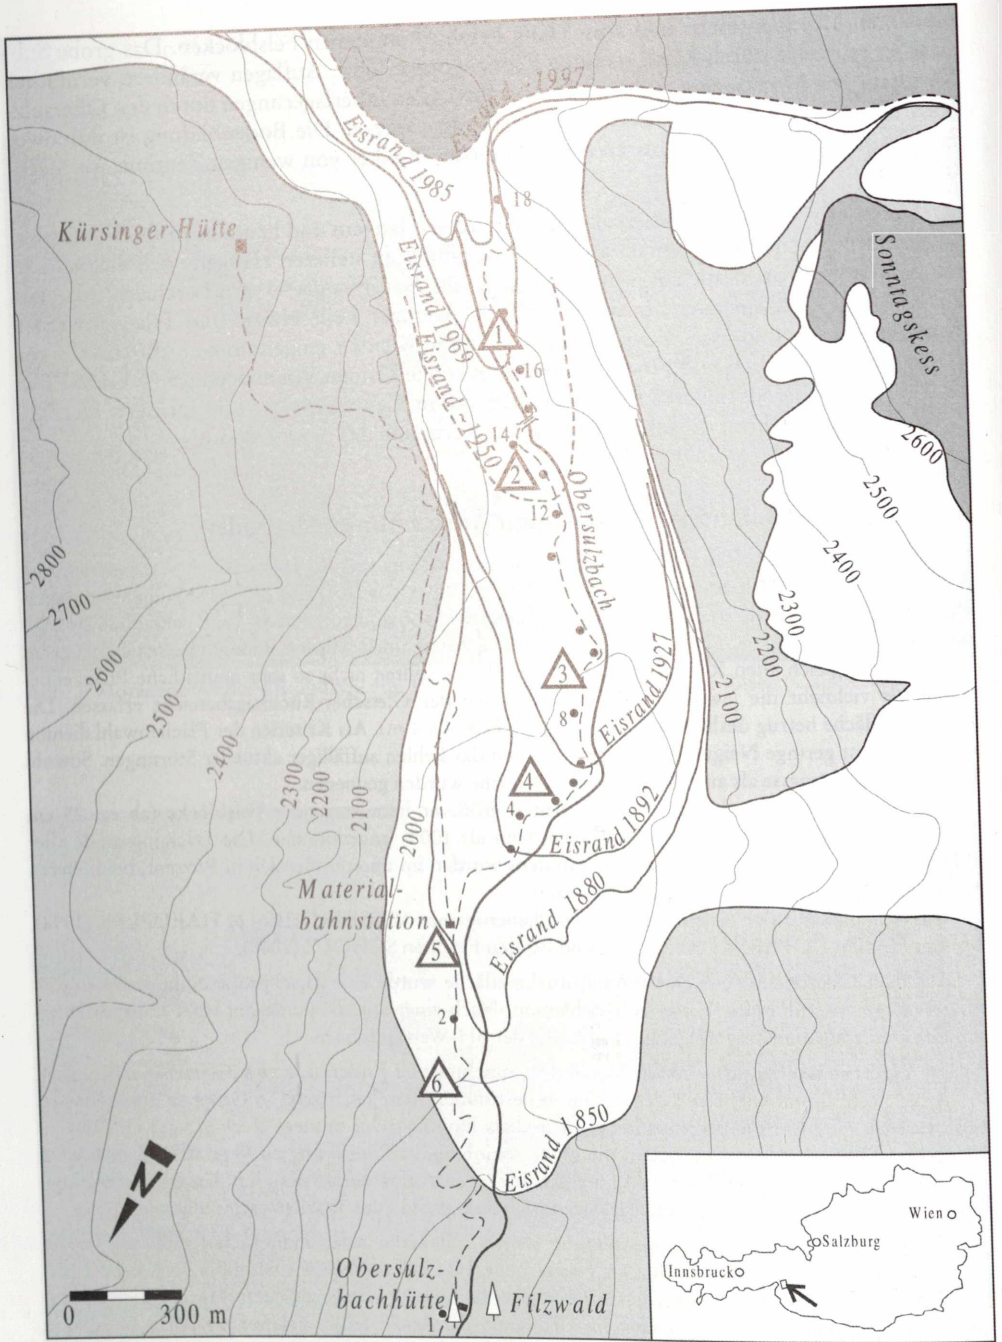 Eisrand ~ 1997
Eisrand 1985
18
Kürsinger Hütte
Sonntagskess
Eisrand 1969
Eisrand ~ 1950
1
16
14
2
12
Obersulzbach
2600
2500
2400
2300
2200
2100
2800
2700
2600
2500
2400
2300
2200
2100
2000
3
8
Eisrand 1927
4
4
Eisrand 1892
Eisrand 1880
Material-
bahnstation
5
2
6
Eisrand 1850
N
0 300 m
Obersulz-
bachhütte
1
Filzwald
Wien
Salzburg
Innsbruck